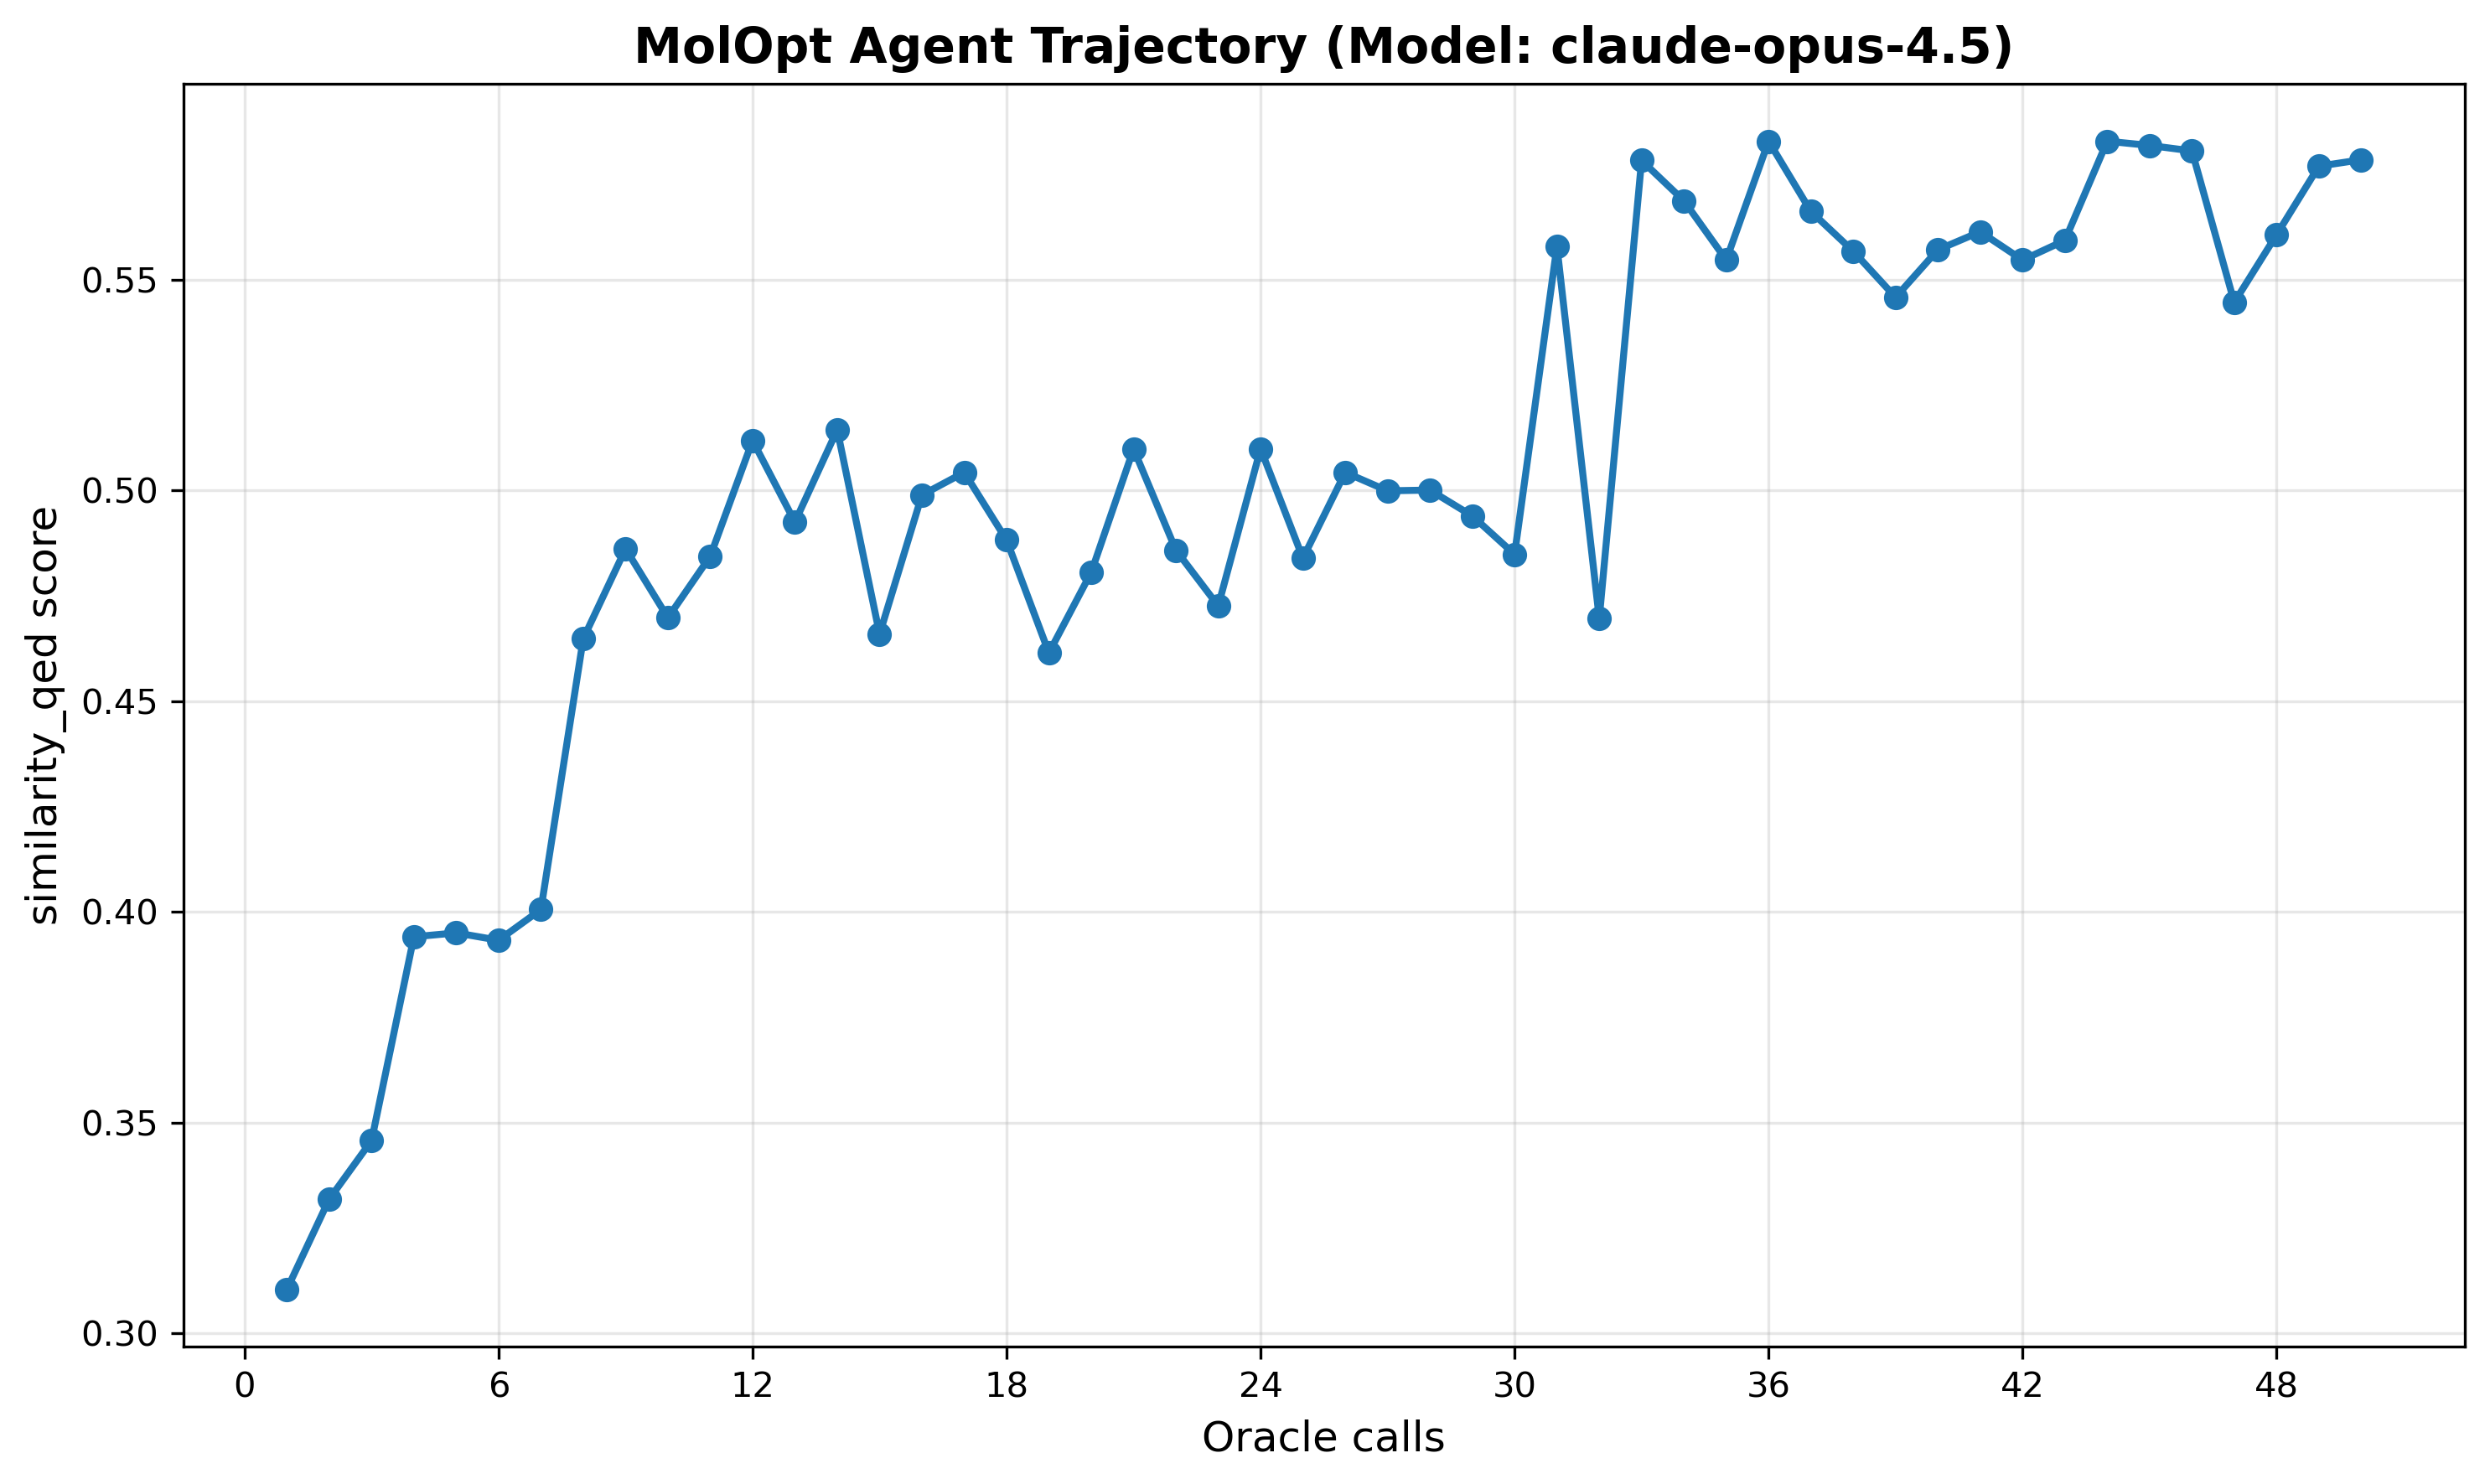 MolOpt Agent Trajectory (Model: claude-opus-4.5)
similarity_qed score
0.55
0.50
0.45
0.40
0.35
0.30
0 6 12 18 24 30 36 42 48
Oracle calls